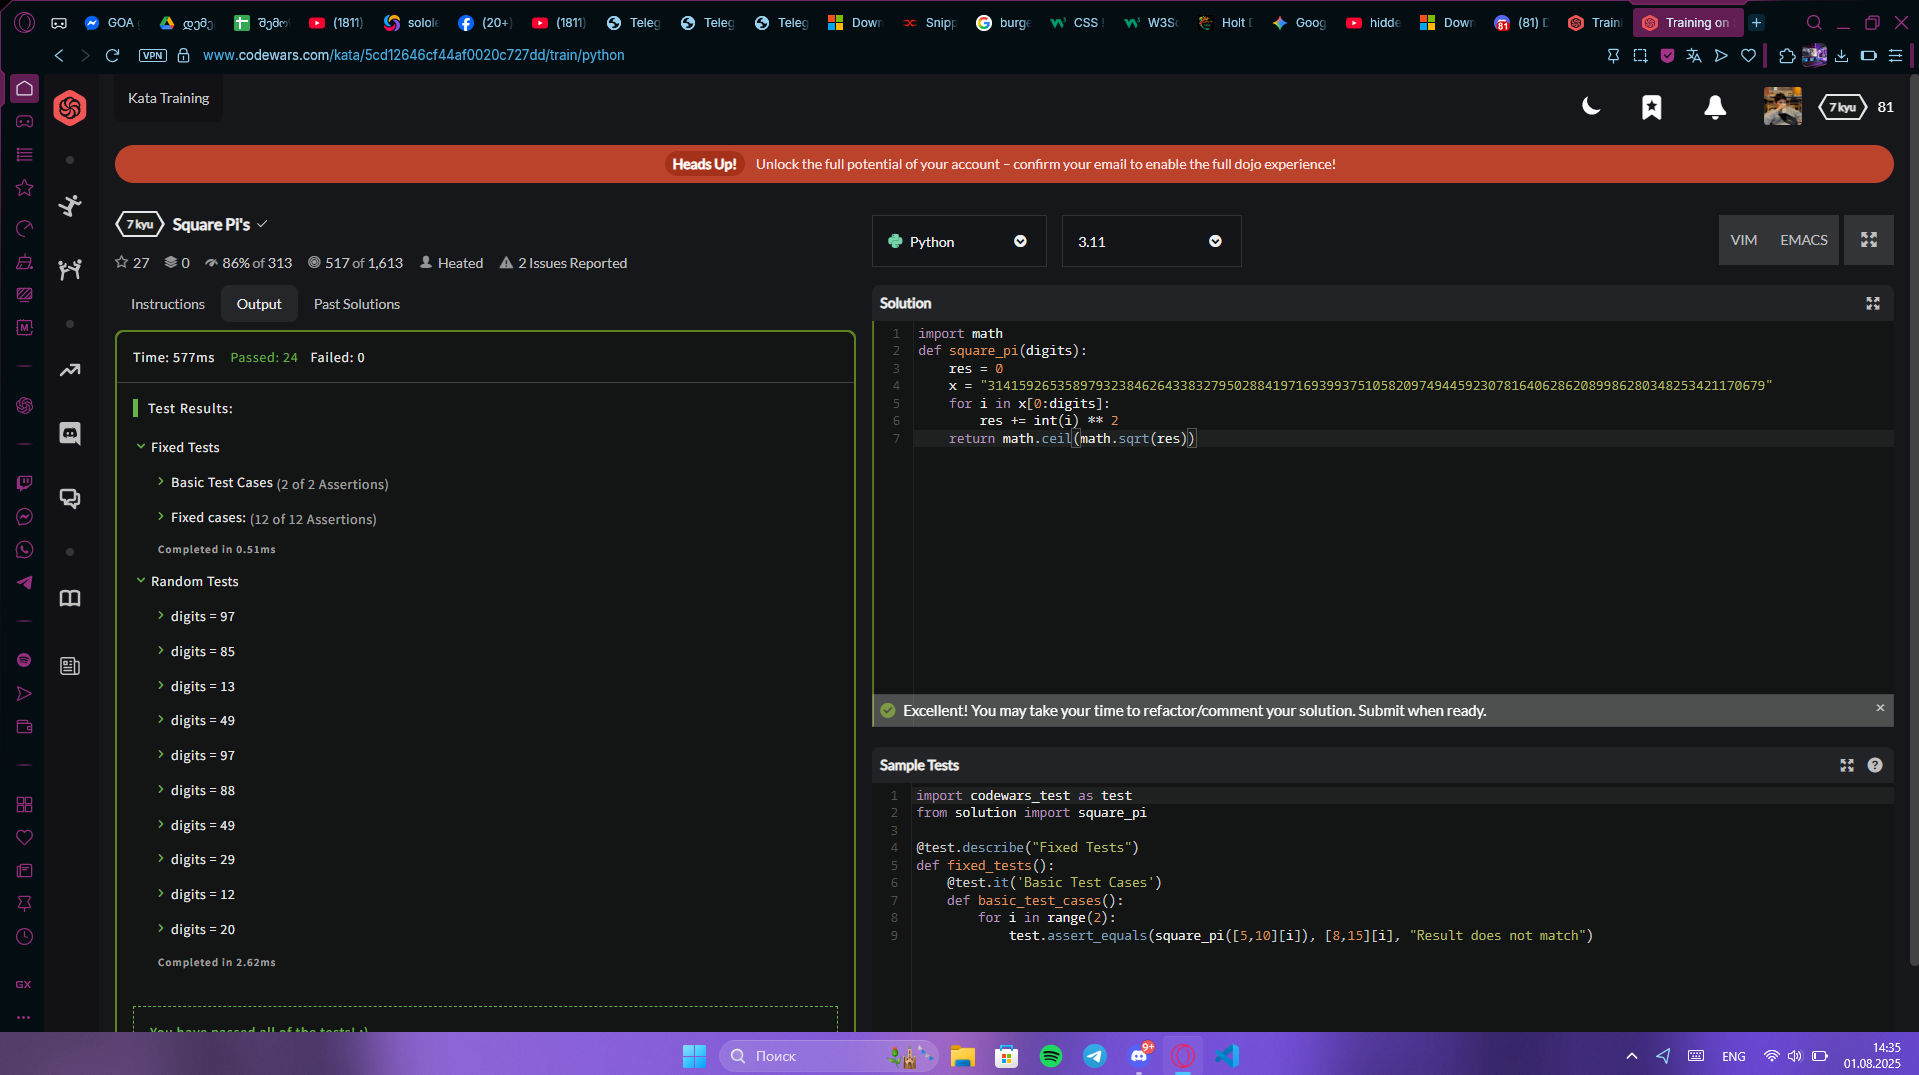 GOA
დემე
შემო
(1811)
solol
(20+)
(1811)
Teleg
Teleg
Teleg
Down
Snipp
burge
CSS
W3Sc
Holt D
Goog
hidde
Down
(81) D
Traini
Training on
VPN
www.codewars.com/kata/5cd12646cf44af0020c727dd/train/python
Kata Training
7 kyu
81
Heads Up! Unlock the full potential of your account – confirm your email to enable the full dojo experience!
7 kyu Square Pi's
27 0 86% of 313 517 of 1,613 Heated 2 Issues Reported
Instructions Output Past Solutions
Time: 577ms Passed: 24 Failed: 0
Test Results:
Fixed Tests
Basic Test Cases (2 of 2 Assertions)
Fixed cases: (12 of 12 Assertions)
Completed in 0.51ms
Random Tests
digits = 97
digits = 85
digits = 13
digits = 49
digits = 97
digits = 88
digits = 49
digits = 29
digits = 12
digits = 20
Completed in 2.62ms
You have passed all of the tests! :)
Python
3.11
VIM EMACS
Solution
1 import math
2 def square_pi(digits):
3 res = 0
4 x = "31415926535897932384626433832795028841971693993751058209749445923078164062862089986280348253421170679"
5 for i in x[0:digits]:
6 res += int(i) ** 2
7 return math.ceil(math.sqrt(res))
Excellent! You may take your time to refactor/comment your solution. Submit when ready.
Sample Tests
1 import codewars_test as test
2 from solution import square_pi
3
4 @test.describe("Fixed Tests")
5 def fixed_tests():
6 @test.it('Basic Test Cases')
7 def basic_test_cases():
8 for i in range(2):
9 test.assert_equals(square_pi([5,10][i]), [8,15][i], "Result does not match")
GX
Поиск
9+
ENG
14:35
01.08.2025